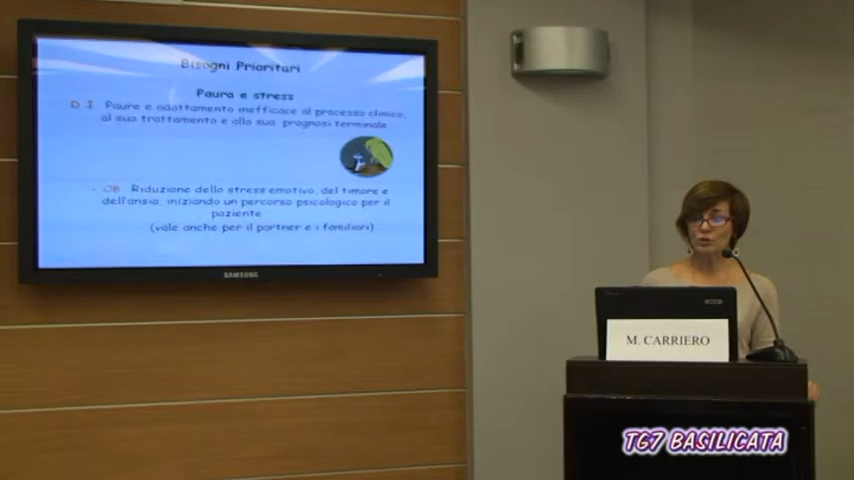 Bisogni Prioritari
Paura e stress
D.I. Paure e adattamento inefficace al processo clinico,
al suo trattamento e alla sua prognosi terminale
- OB. Riduzione dello stress emotivo, del timore e
dell'ansia, iniziando un percorso psicologico per il
paziente
(vale anche per il partner e i familiari)
SAMSUNG
M. CARRIERO
TG7 BASILICATA